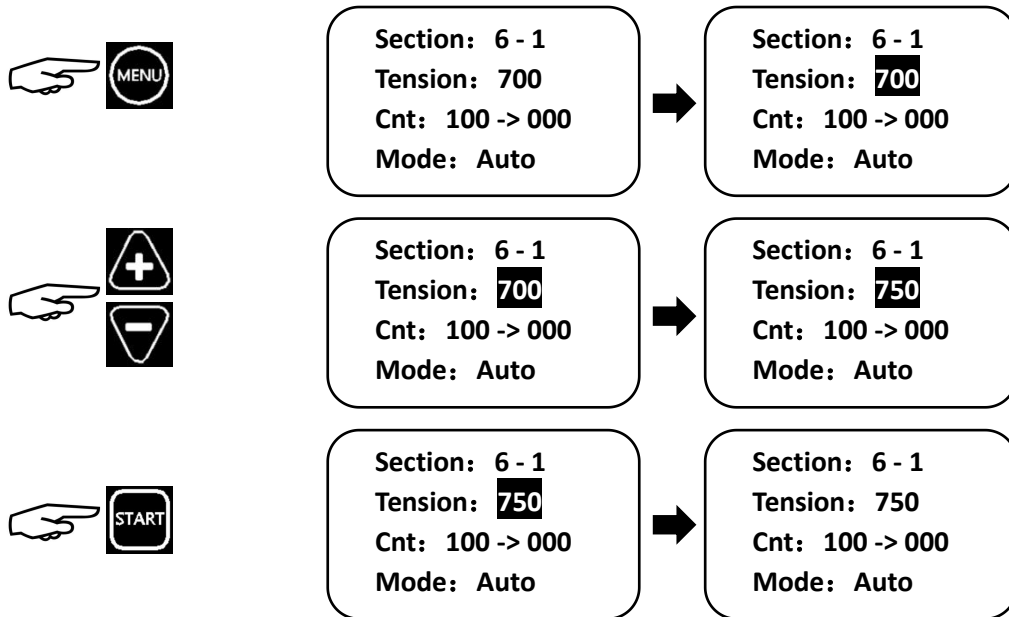 MENU
Section：6 - 1
Tension：700
Cnt：100 -> 000
Mode：Auto
Section：6 - 1
Tension：700
Cnt：100 -> 000
Mode：Auto
+
-
Section：6 - 1
Tension：700
Cnt：100 -> 000
Mode：Auto
Section：6 - 1
Tension：750
Cnt：100 -> 000
Mode：Auto
START
Section：6 - 1
Tension：750
Cnt：100 -> 000
Mode：Auto
Section：6 - 1
Tension：750
Cnt：100 -> 000
Mode：Auto